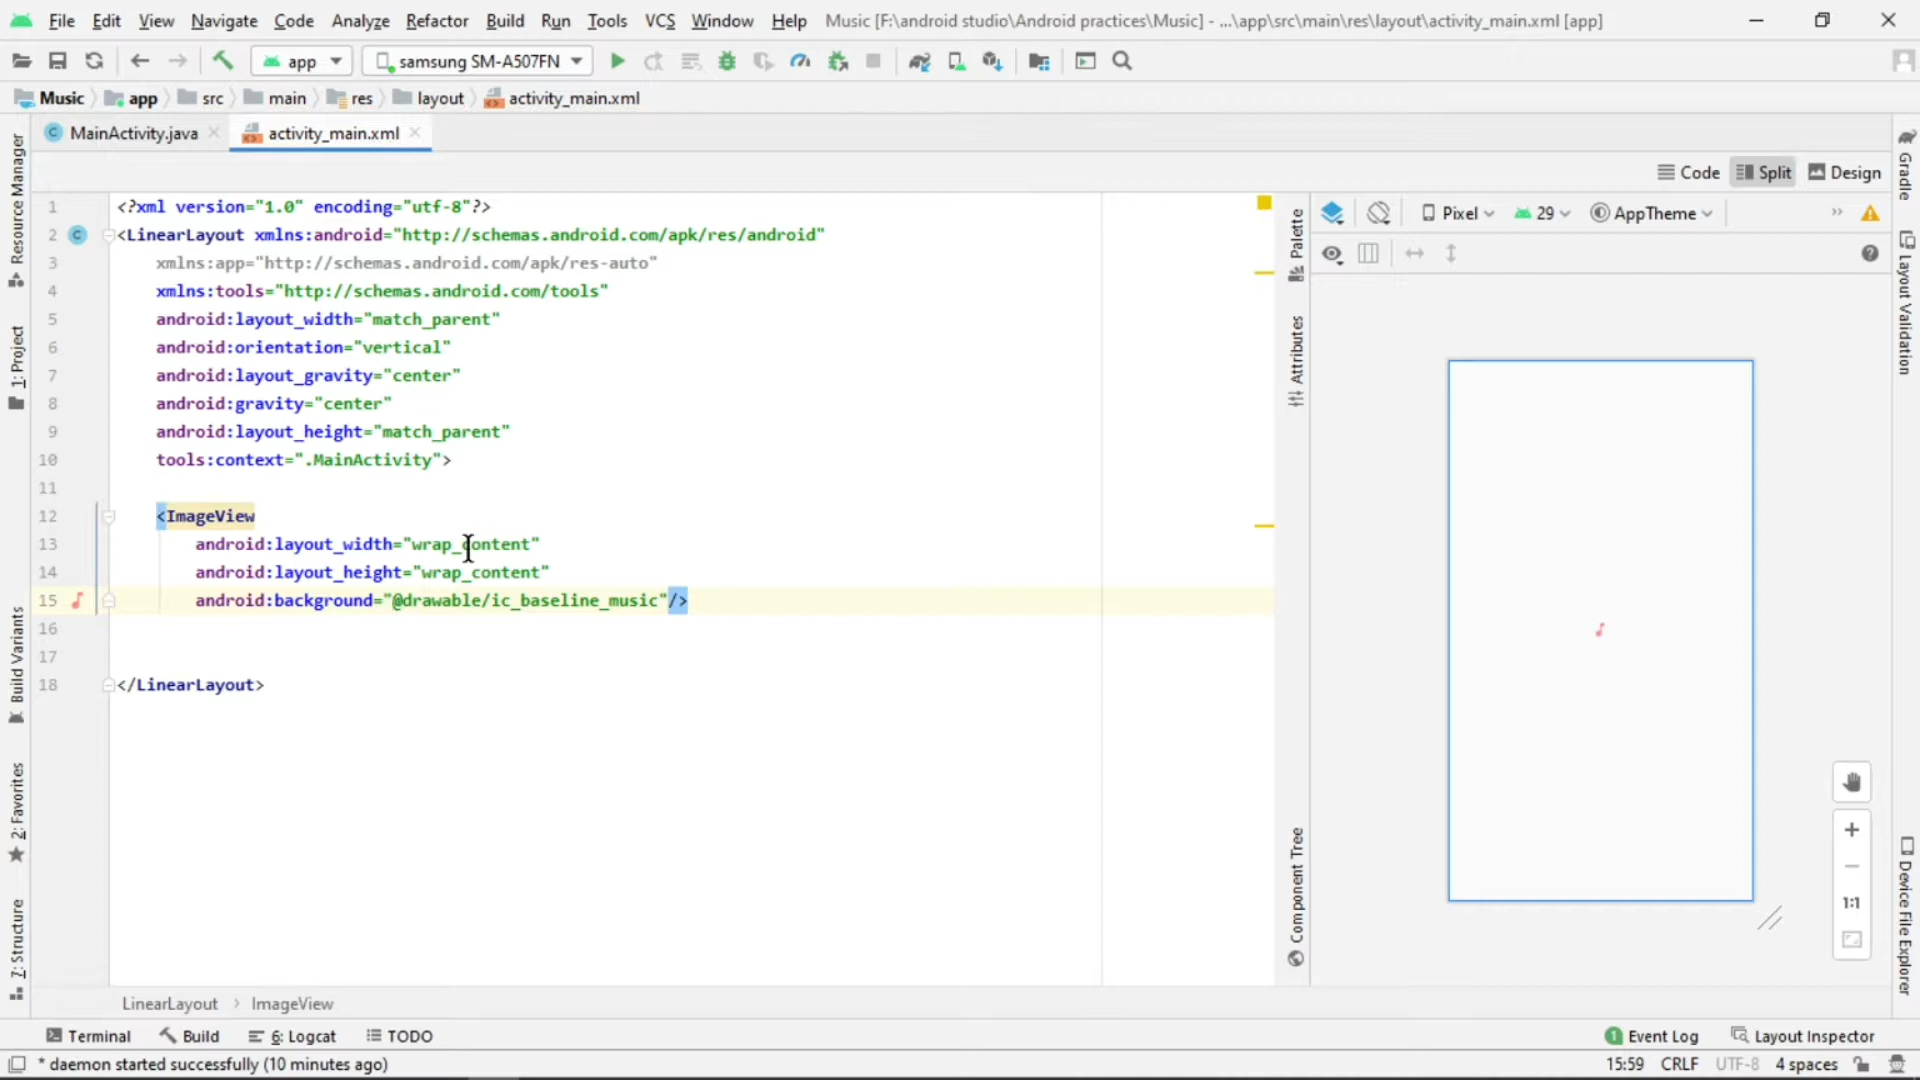 File Edit View Navigate Code Analyze Refactor Build Run Tools VCS Window Help Music [F:\android studio\Android practices\Music] - ...\app\src\main\res\layout\activity_main.xml [app]
app samsung SM-A507FN
Music app src main res layout activity_main.xml
MainActivity.java activity_main.xml
Code Split Design
Resource Manager
1: Project
Build Variants
2: Favorites
7: Structure
1 <?xml version="1.0" encoding="utf-8"?>
2 <LinearLayout xmlns:android="http://schemas.android.com/apk/res/android"
3 xmlns:app="http://schemas.android.com/apk/res-auto"
4 xmlns:tools="http://schemas.android.com/tools"
5 android:layout_width="match_parent"
6 android:orientation="vertical"
7 android:layout_gravity="center"
8 android:gravity="center"
9 android:layout_height="match_parent"
10 tools:context=".MainActivity">
11
12 <ImageView
13 android:layout_width="wrap_content"
14 android:layout_height="wrap_content"
15 android:background="@drawable/ic_baseline_music"/>
16
17
18 </LinearLayout>
Palette
Attributes
Component Tree
Pixel 29 AppTheme
1:1
Gradle
Layout Validation
Device File Explorer
LinearLayout ImageView
Terminal Build 6: Logcat TODO 1 Event Log Layout Inspector
* daemon started successfully (10 minutes ago) 15:59 CRLF UTF-8 4 spaces